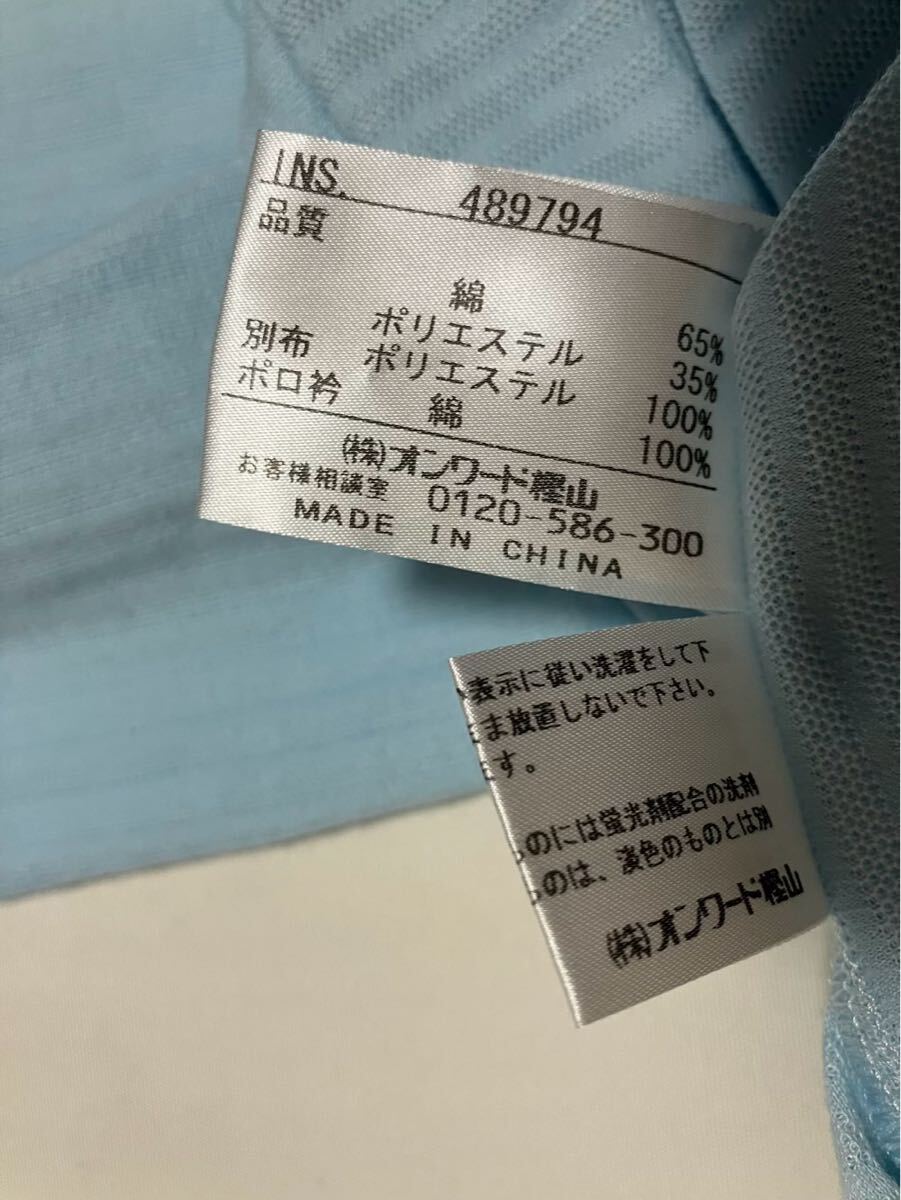 INS. 489794
品質
綿 65%
ポリエステル 35%
別布 ポリエステル 100%
ポロ衿 綿 100%
(株)オンワード樫山
お客様相談室 0120-586-300
MADE IN CHINA
表示に従い洗濯をして下
ま放置しないで下さい。
す。
のには蛍光剤配合の洗剤
のは、淡色のものとは別
(株)オンワード樫山